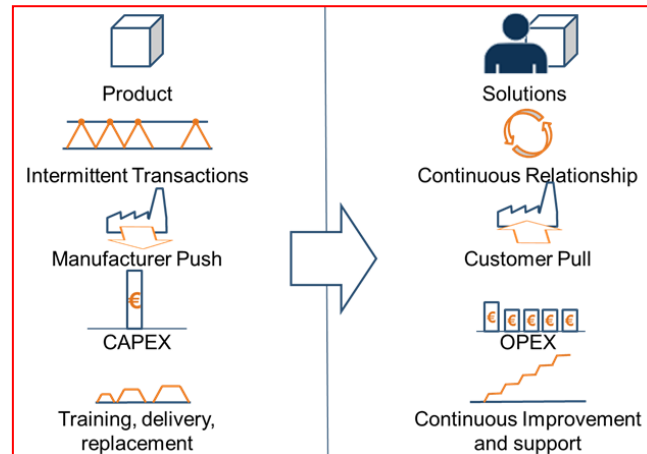 Product
Intermittent Transactions
Manufacturer Push
€
CAPEX
Training, delivery,
replacement
Solutions
Continuous Relationship
Customer Pull
€ € € € €
OPEX
Continuous Improvement
and support